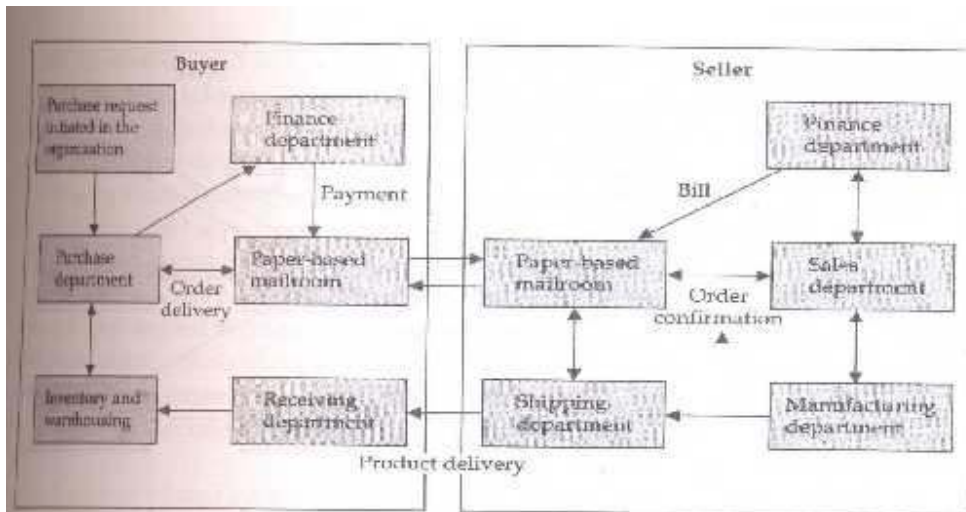 Buyer
Purchase request
initiated in the
organisation
Finance
department
Payment
Purchase
department
Order
delivery
Paper-based
mailroom
Inventory and
warehousing
Receiving
department
Product delivery
Seller
Finance
department
Bill
Paper-based
mailroom
Order
confirmation
Sales
department
Shipping
department
Manufacturing
department